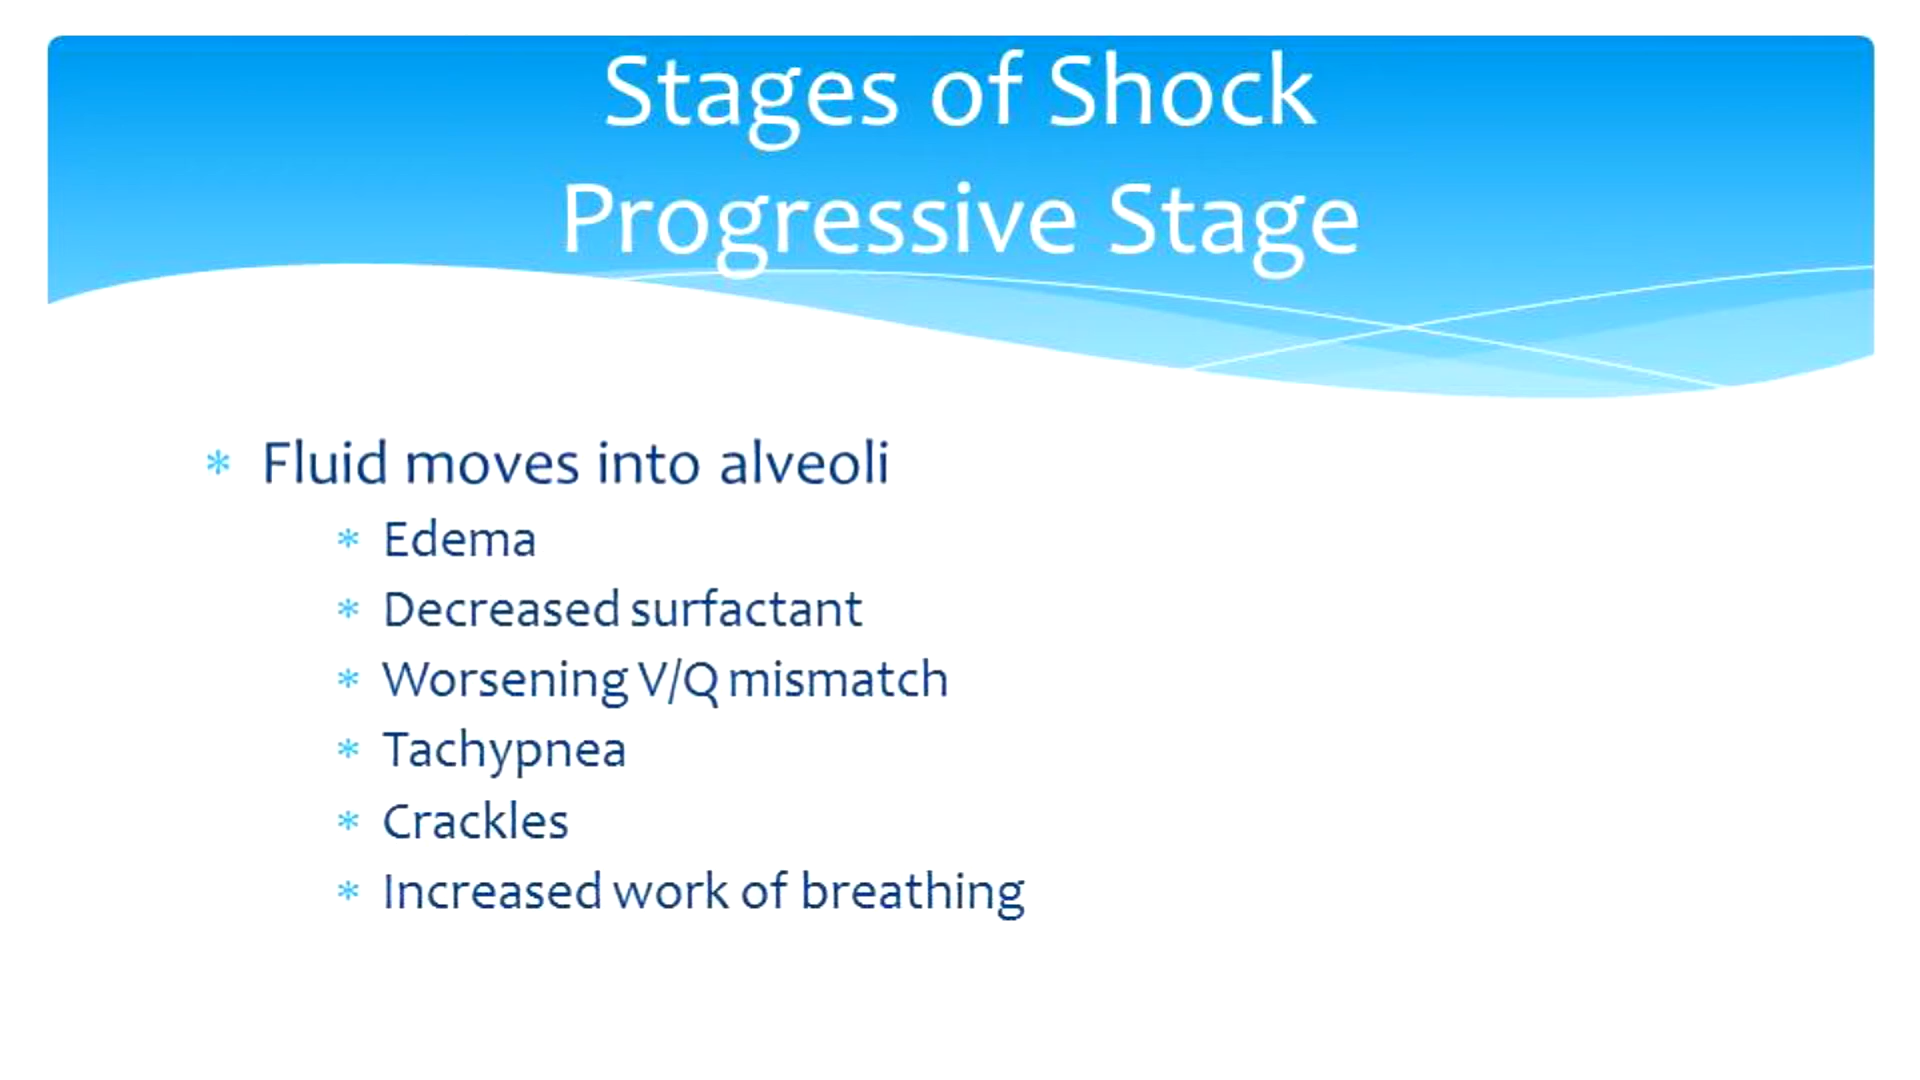 Stages of Shock
Progressive Stage
* Fluid moves into alveoli
* Edema
* Decreased surfactant
* Worsening V/Q mismatch
* Tachypnea
* Crackles
* Increased work of breathing